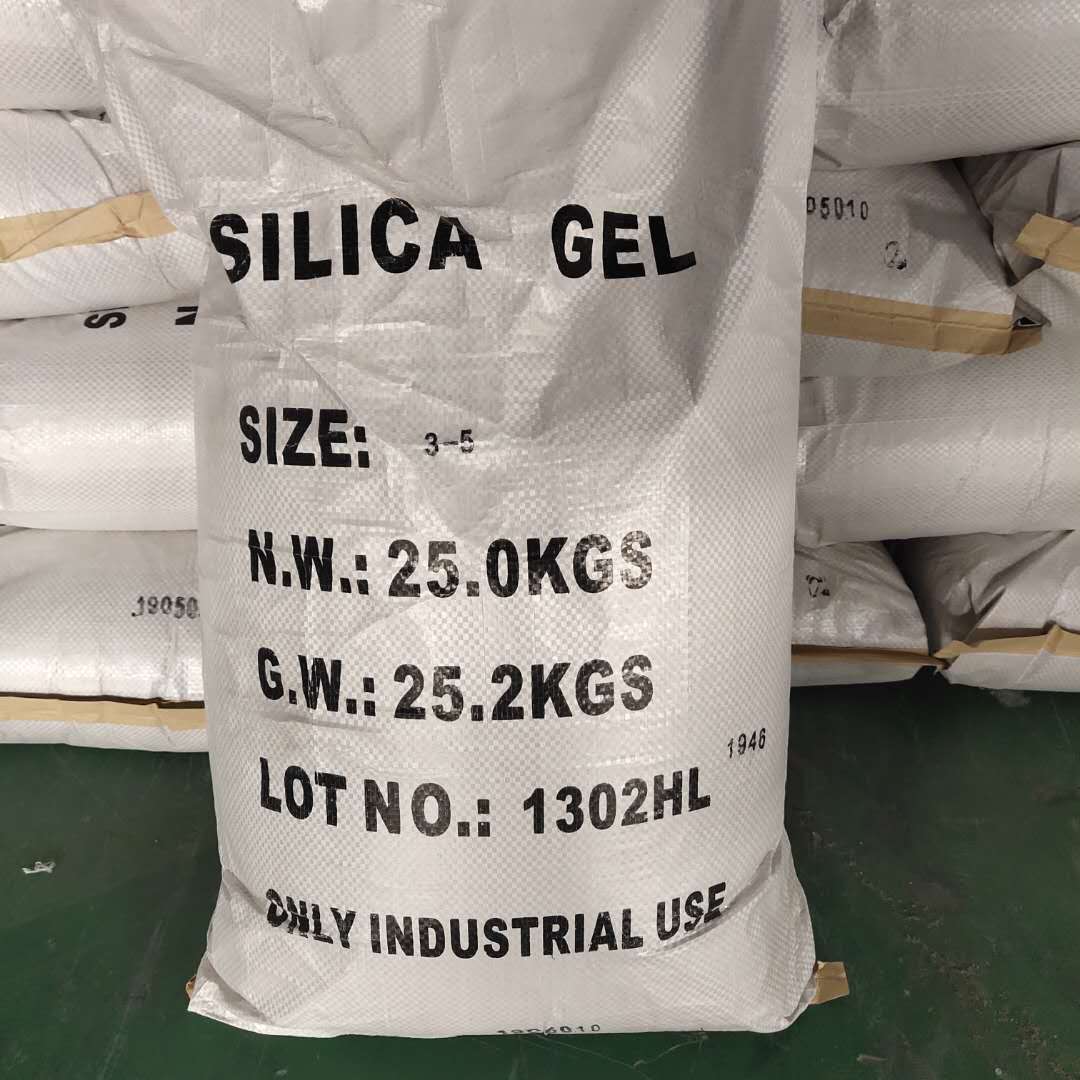 SILICA GEL
SIZE: 3-5
N.W.: 25.0KGS
G.W.: 25.2KGS
1946
LOT NO.: 1302HL
ONLY INDUSTRIAL USE